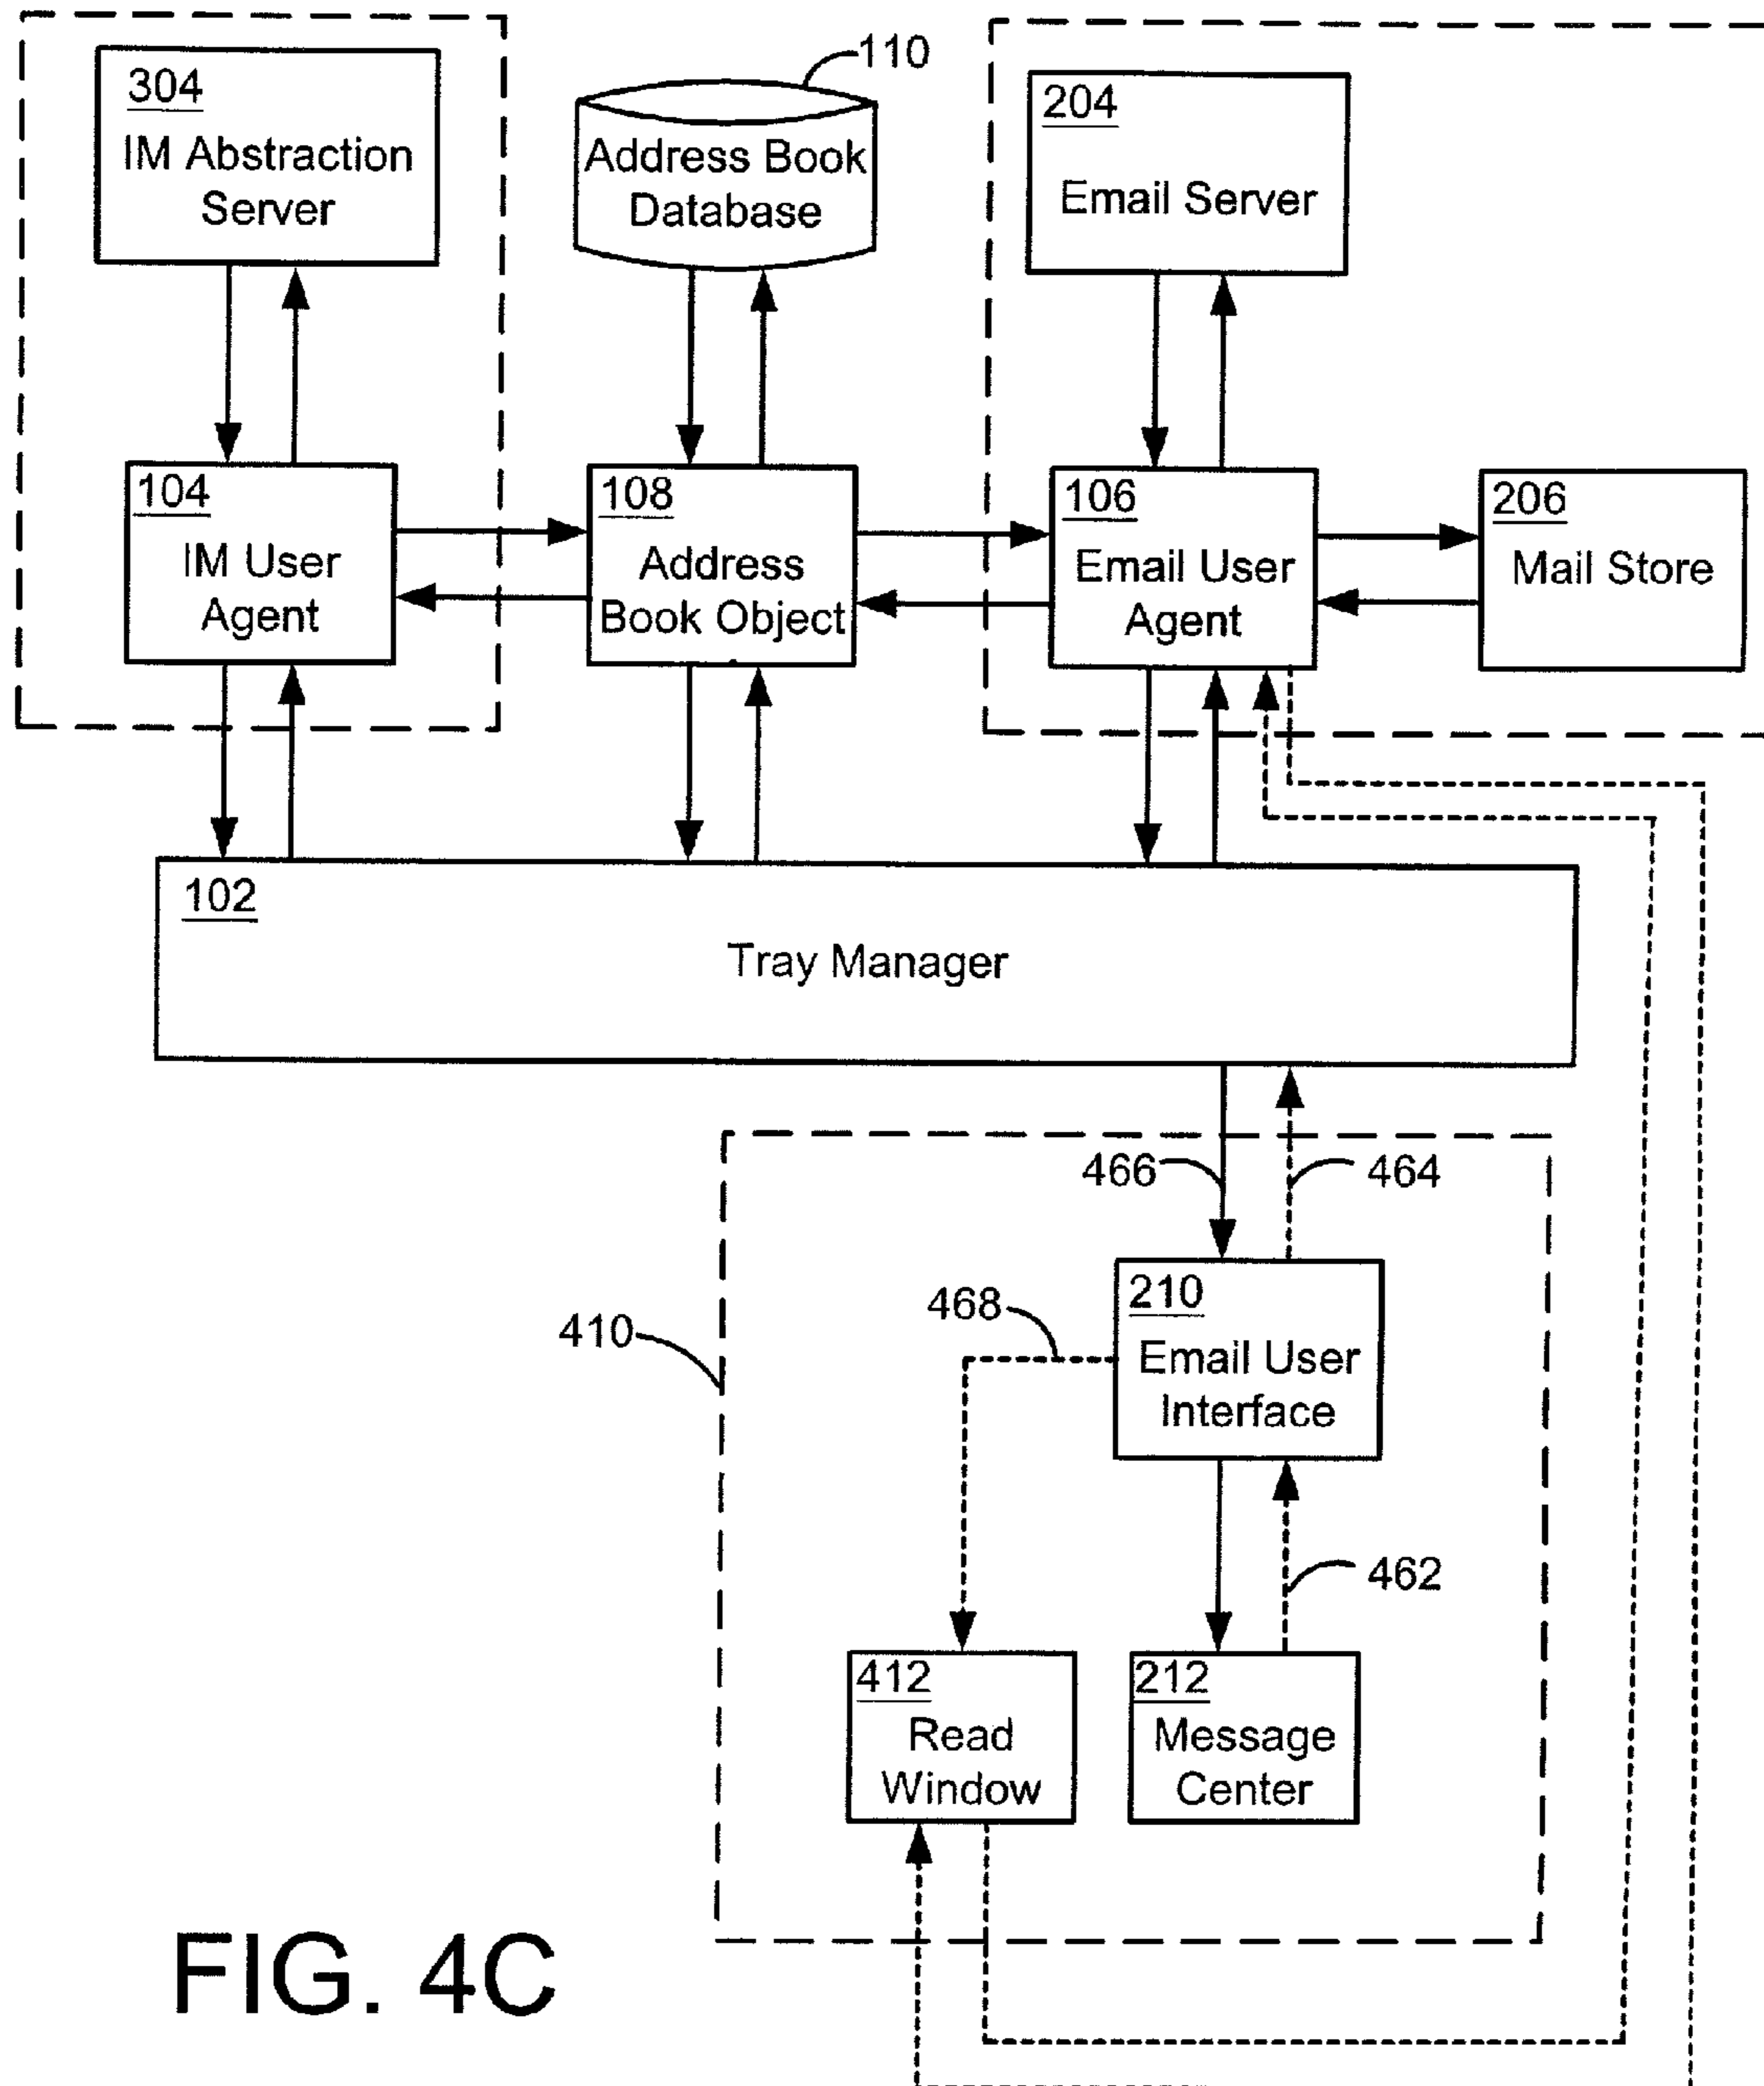 304
IM Abstraction
Server
110
Address Book
Database
204
Email Server
104
IM User
Agent
108
Address
Book Object
106
Email User
Agent
206
Mail Store
102
Tray Manager
466
464
468
410
210
Email User
Interface
462
412
Read
Window
212
Message
Center
FIG. 4C